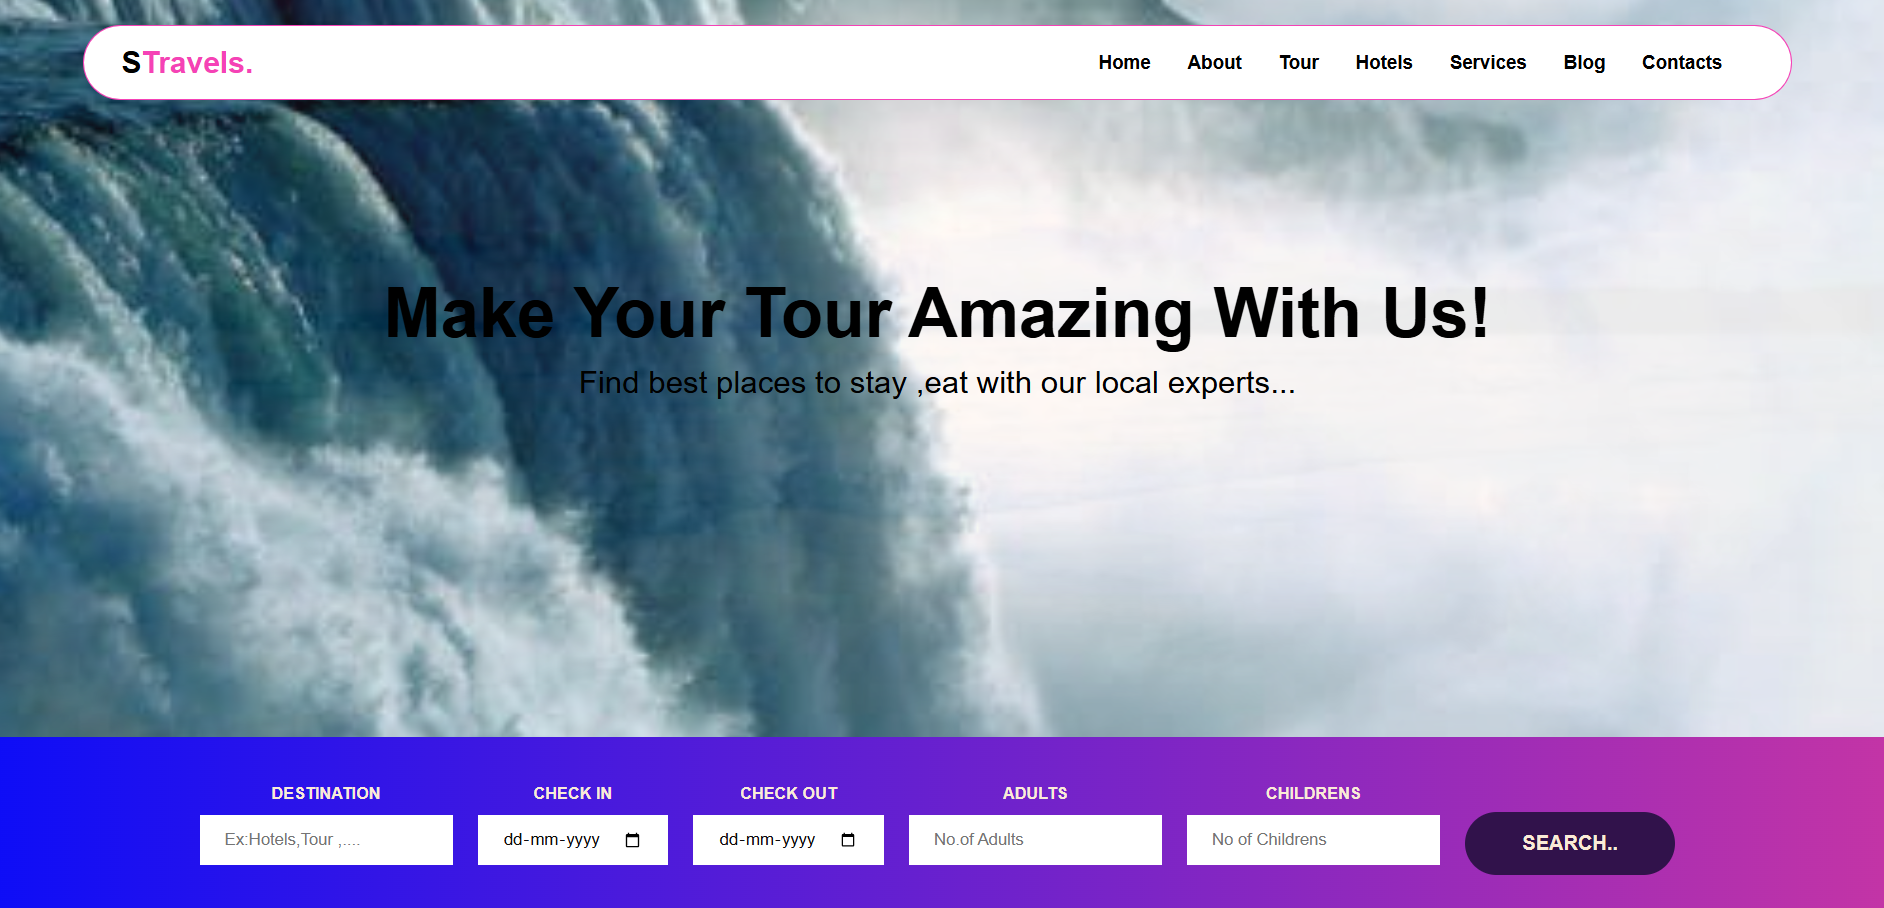 STravels.
Home About Tour Hotels Services Blog Contacts
Make Your Tour Amazing With Us!
Find best places to stay ,eat with our local experts...
DESTINATION CHECK IN CHECK OUT ADULTS CHILDRENS
Ex:Hotels,Tour ,.... dd-mm-yyyy dd-mm-yyyy No.of Adults No of Childrens SEARCH..